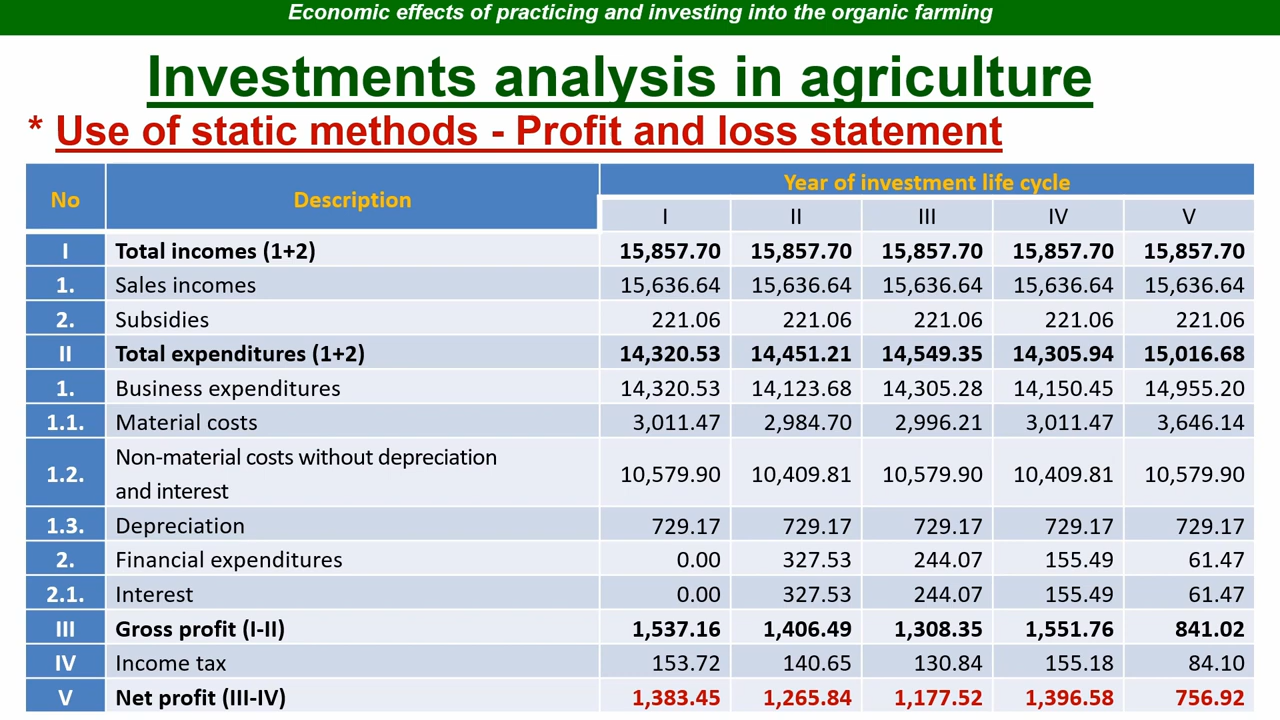 Economic effects of practicing and investing into the organic farming
Investments analysis in agriculture
* Use of static methods - Profit and loss statement
No Description Year of investment life cycle
I II III IV V
I Total incomes (1+2) 15,857.70 15,857.70 15,857.70 15,857.70 15,857.70
1. Sales incomes 15,636.64 15,636.64 15,636.64 15,636.64 15,636.64
2. Subsidies 221.06 221.06 221.06 221.06 221.06
II Total expenditures (1+2) 14,320.53 14,451.21 14,549.35 14,305.94 15,016.68
1. Business expenditures 14,320.53 14,123.68 14,305.28 14,150.45 14,955.20
1.1. Material costs 3,011.47 2,984.70 2,996.21 3,011.47 3,646.14
1.2. Non-material costs without depreciation
and interest 10,579.90 10,409.81 10,579.90 10,409.81 10,579.90
1.3. Depreciation 729.17 729.17 729.17 729.17 729.17
2. Financial expenditures 0.00 327.53 244.07 155.49 61.47
2.1. Interest 0.00 327.53 244.07 155.49 61.47
III Gross profit (I-II) 1,537.16 1,406.49 1,308.35 1,551.76 841.02
IV Income tax 153.72 140.65 130.84 155.18 84.10
V Net profit (III-IV) 1,383.45 1,265.84 1,177.52 1,396.58 756.92